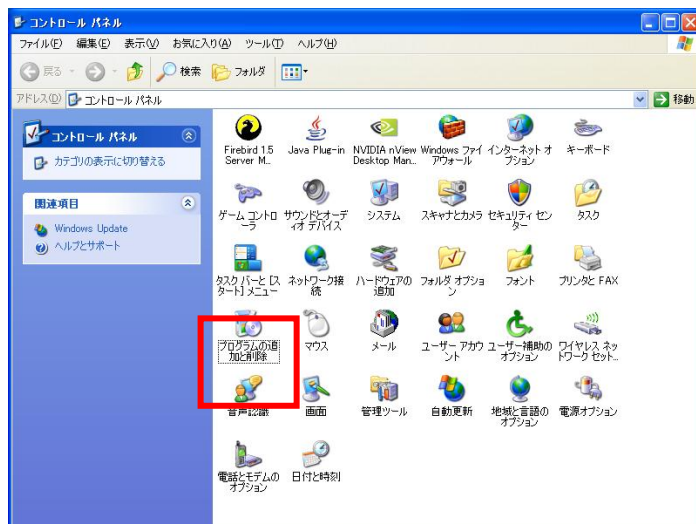 コントロール パネル
ファイル(F) 編集(E) 表示(V) お気に入り(A) ツール(T) ヘルプ(H)
戻る 検索 フォルダ
アドレス(D) コントロール パネル 移動
コントロール パネル
カテゴリの表示に切り替える
関連項目
Windows Update
ヘルプとサポート
Firebird 1.5
Server M...
Java Plug-in
NVIDIA nView
Desktop Man...
Windows ファイ
アウォール
インターネット オ
プション
キーボード
ゲーム コントロ
ーラ
サウンドとオーデ
ィオ デバイス
システム
スキャナとカメラ
セキュリティ セン
ター
タスク
タスク バーと [ス
タート] メニュー
ネットワーク接
続
ハードウェアの
追加
フォルダ オプショ
ン
フォント
プリンタと FAX
プログラムの追
加と削除
マウス
メール
ユーザー アカウ
ント
ユーザー補助の
オプション
ワイヤレス ネッ
トワーク セット...
音声認識
画面
管理ツール
自動更新
地域と言語の
オプション
電源オプション
電話とモデムの
オプション
日付と時刻